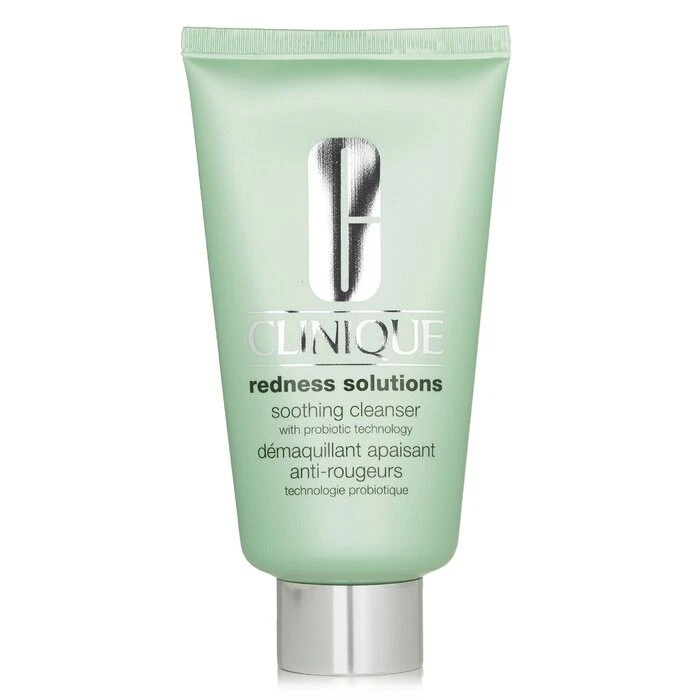 CLINIQUE
redness solutions
soothing cleanser
with probiotic technology
démaquillant apaisant
anti-rougeurs
technologie probiotique